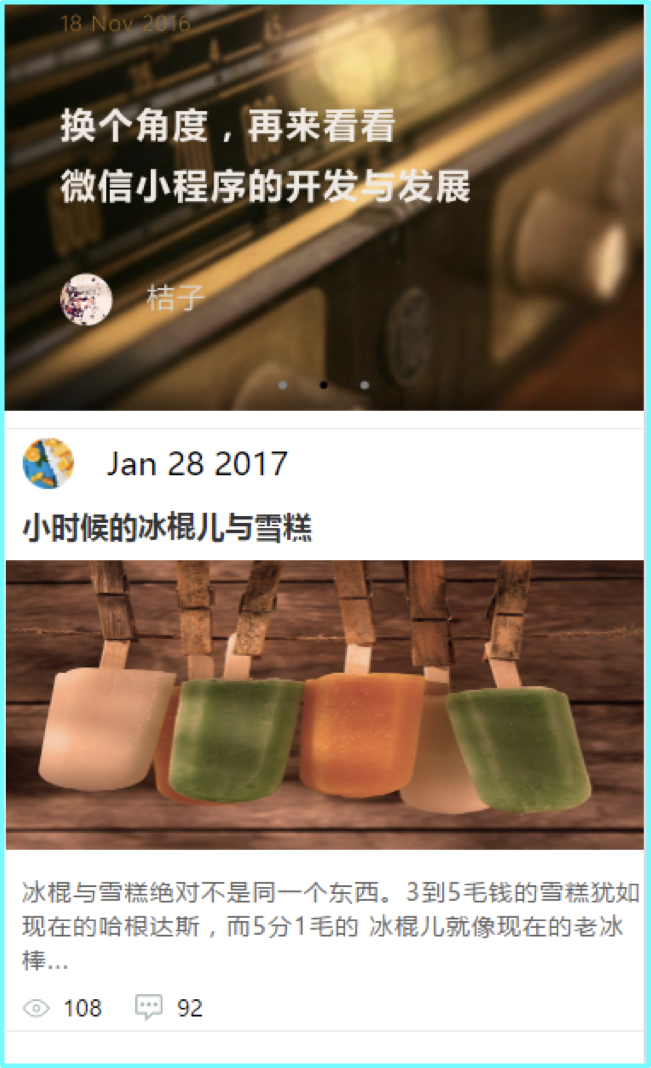 18 Nov 2016
换个角度，再来看看
微信小程序的开发与发展
桔子
Jan 28 2017
小时候的冰棍儿与雪糕
冰棍与雪糕绝对不是同一个东西。3到5毛钱的雪糕犹如
现在的哈根达斯，而5分1毛的 冰棍儿就像现在的老冰
棒...
108 92